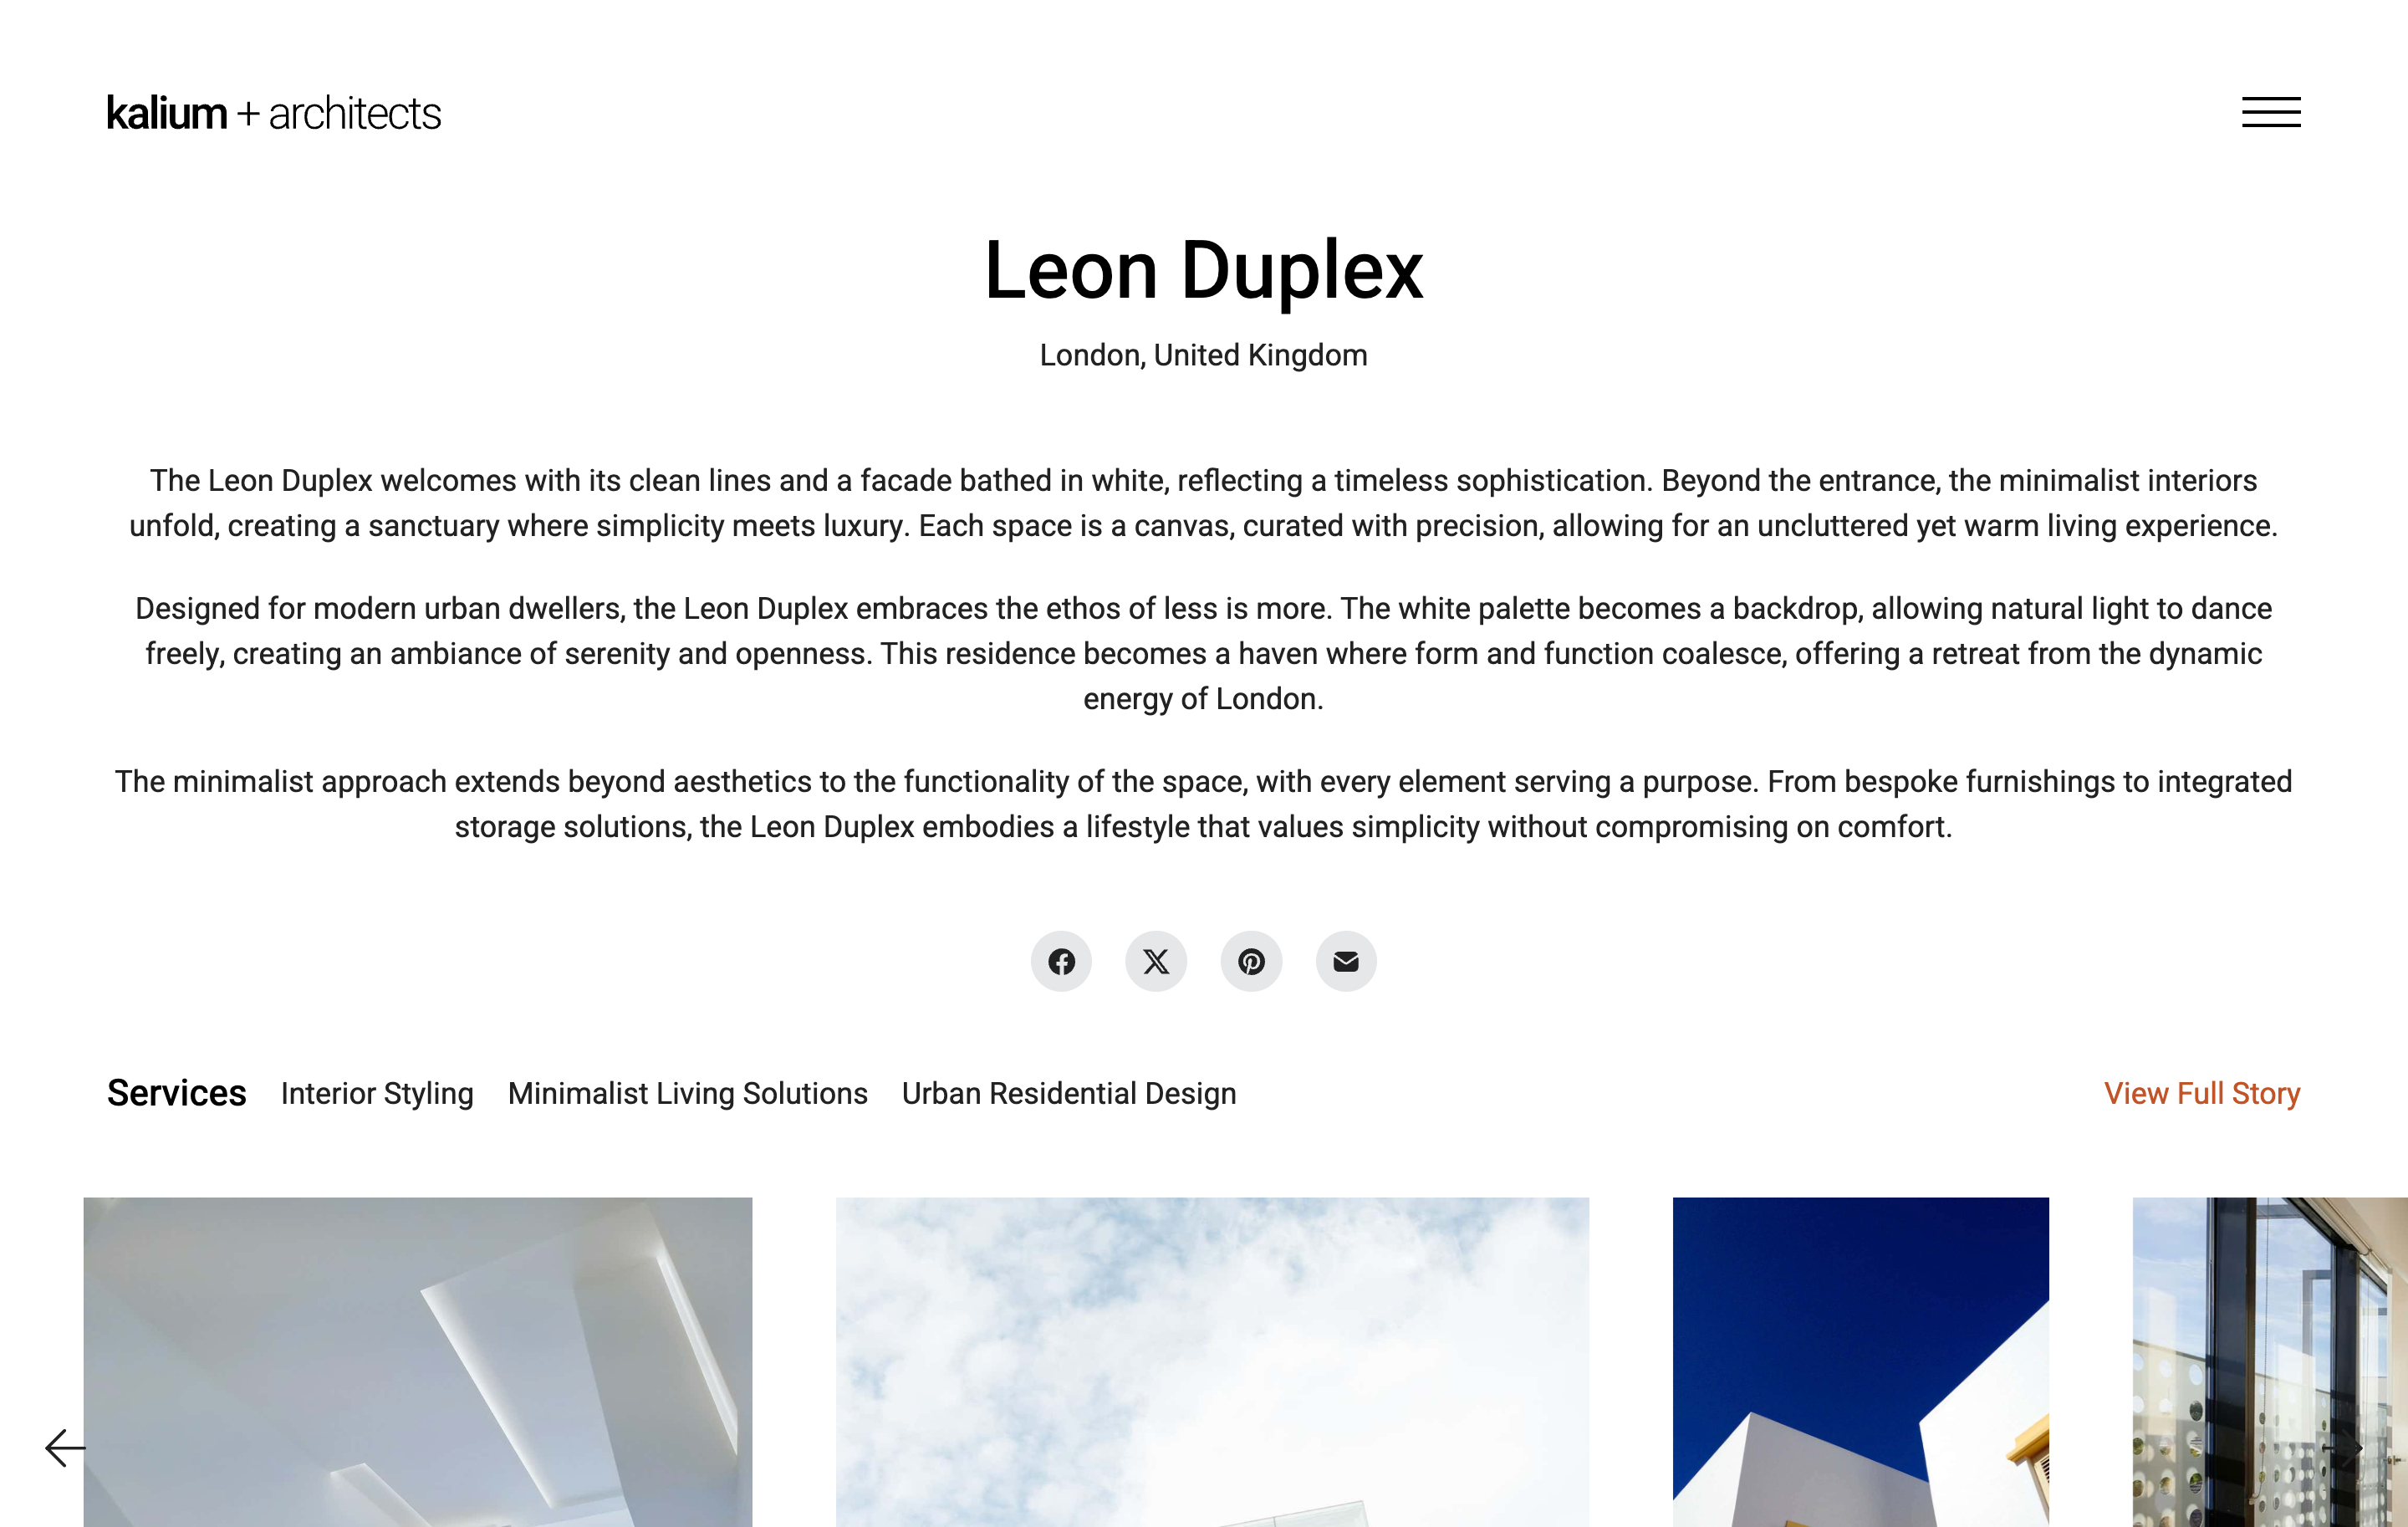 kalium + architects
Leon Duplex
London, United Kingdom
The Leon Duplex welcomes with its clean lines and a facade bathed in white, reflecting a timeless sophistication. Beyond the entrance, the minimalist interiors
unfold, creating a sanctuary where simplicity meets luxury. Each space is a canvas, curated with precision, allowing for an uncluttered yet warm living experience.
Designed for modern urban dwellers, the Leon Duplex embraces the ethos of less is more. The white palette becomes a backdrop, allowing natural light to dance
freely, creating an ambiance of serenity and openness. This residence becomes a haven where form and function coalesce, offering a retreat from the dynamic
energy of London.
The minimalist approach extends beyond aesthetics to the functionality of the space, with every element serving a purpose. From bespoke furnishings to integrated
storage solutions, the Leon Duplex embodies a lifestyle that values simplicity without compromising on comfort.
Services Interior Styling Minimalist Living Solutions Urban Residential Design View Full Story